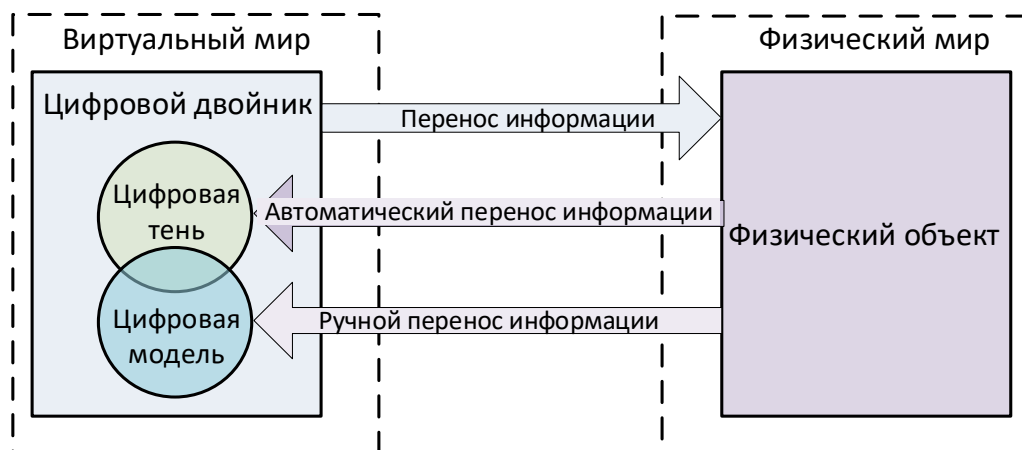 Виртуальный мир
Физический мир
Цифровой двойник
Перенос информации
Цифровая
тень
Автоматический перенос информации
Физический объект
Цифровая
модель
Ручной перенос информации